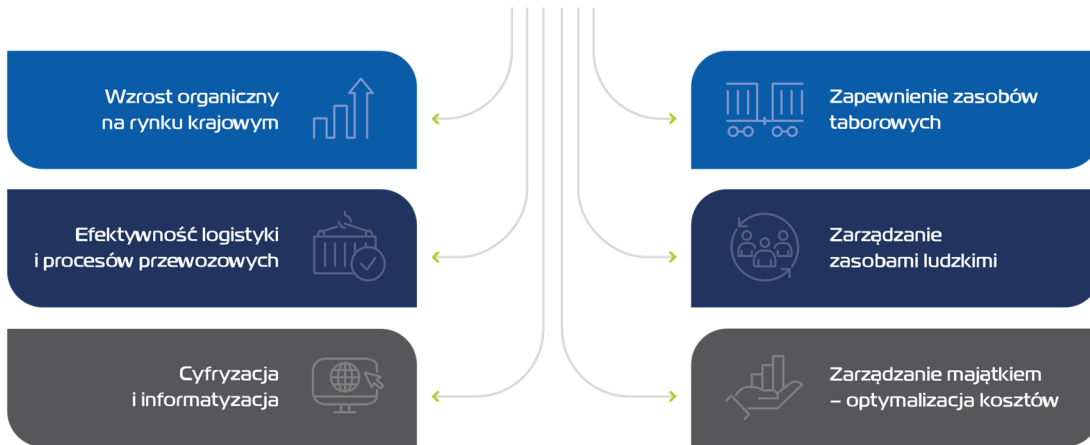 Wzrost organiczny
na rynku krajowym
Zapewnienie zasobów
taborowych
Efektywność logistyki
i procesów przewozowych
Zarządzanie
zasobami ludzkimi
Cyfryzacja
i informatyzacja
Zarządzanie majątkiem
– optymalizacja kosztów